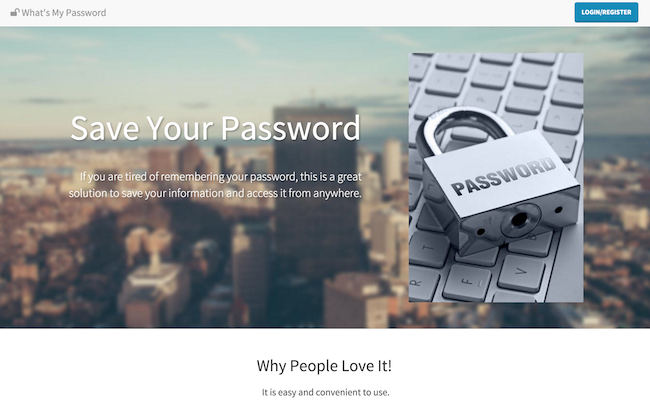 What's My Password
LOGIN/REGISTER
Save Your Password
If you are tired of remembering your password, this is a great
solution to save your information and access it from anywhere.
PASSWORD
Why People Love It!
It is easy and convenient to use.